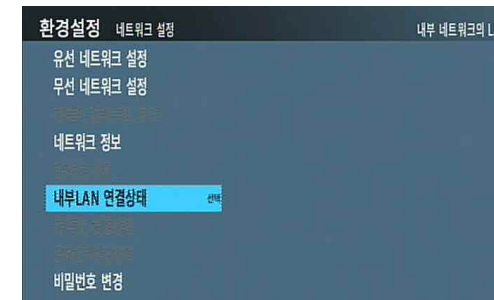 환경설정 네트워크 설정 내부 네트워크의 L
유선 네트워크 설정
무선 네트워크 설정
네트워크 정보
내부LAN 연결상태 선택
비밀번호 변경